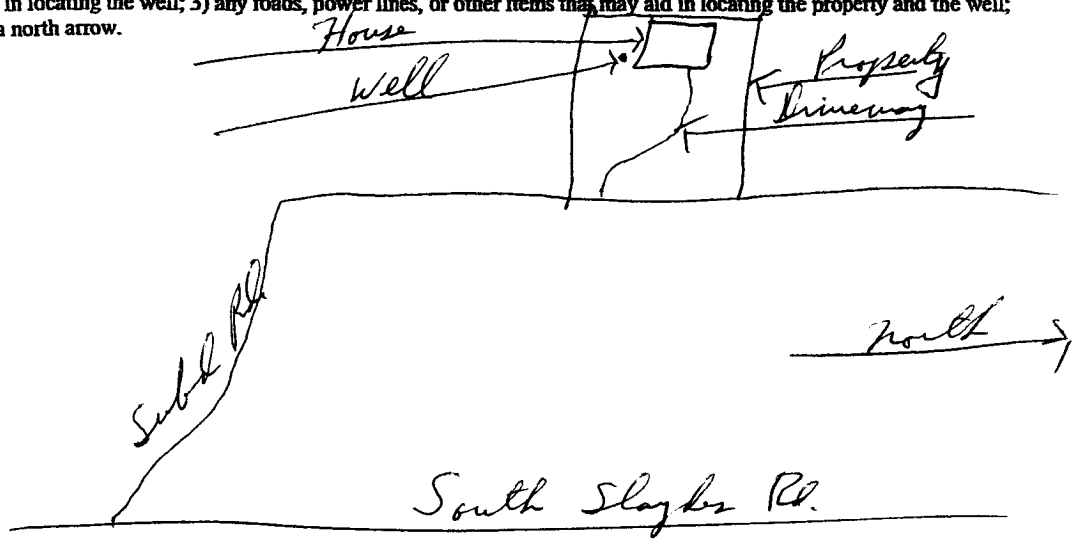 in locating the well; 3) any roads, power lines, or other items that may aid in locating the property and the well;
a north arrow.
House
Well
Property
Driveway
Subd Rd
North
South Slayden Rd.